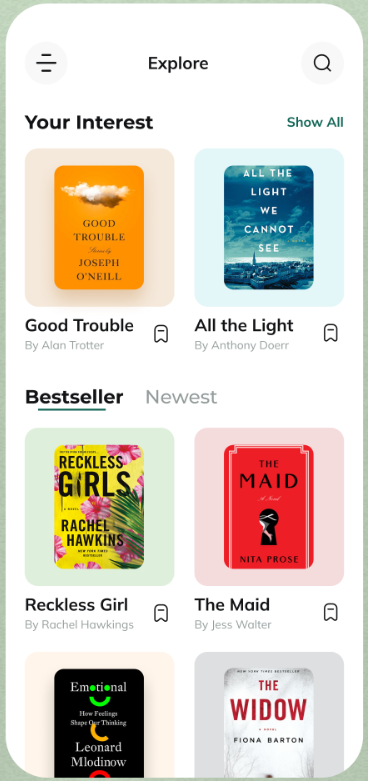 Explore
Your Interest
Show All
GOOD
TROUBLE
Stories by
JOSEPH
O'NEILL
ALL THE
LIGHT
WE
CANNOT
SEE
Good Trouble
By Alan Trotter
All the Light
By Anthony Doerr
Bestseller
Newest
RECKLESS
GIRLS
A NOVEL
RACHEL
HAWKINS
NEW YORK TIMES
BESTSELLER
THE
MAID
A Novel
NITA PROSE
Reckless Girl
By Rachel Hawkings
The Maid
By Jess Walter
Emotional
How Feelings
Shape Our Thinking
Leonard
Mlodinow
NEW YORK TIMES BESTSELLER
THE
WIDOW
A NOVEL
FIONA BARTON